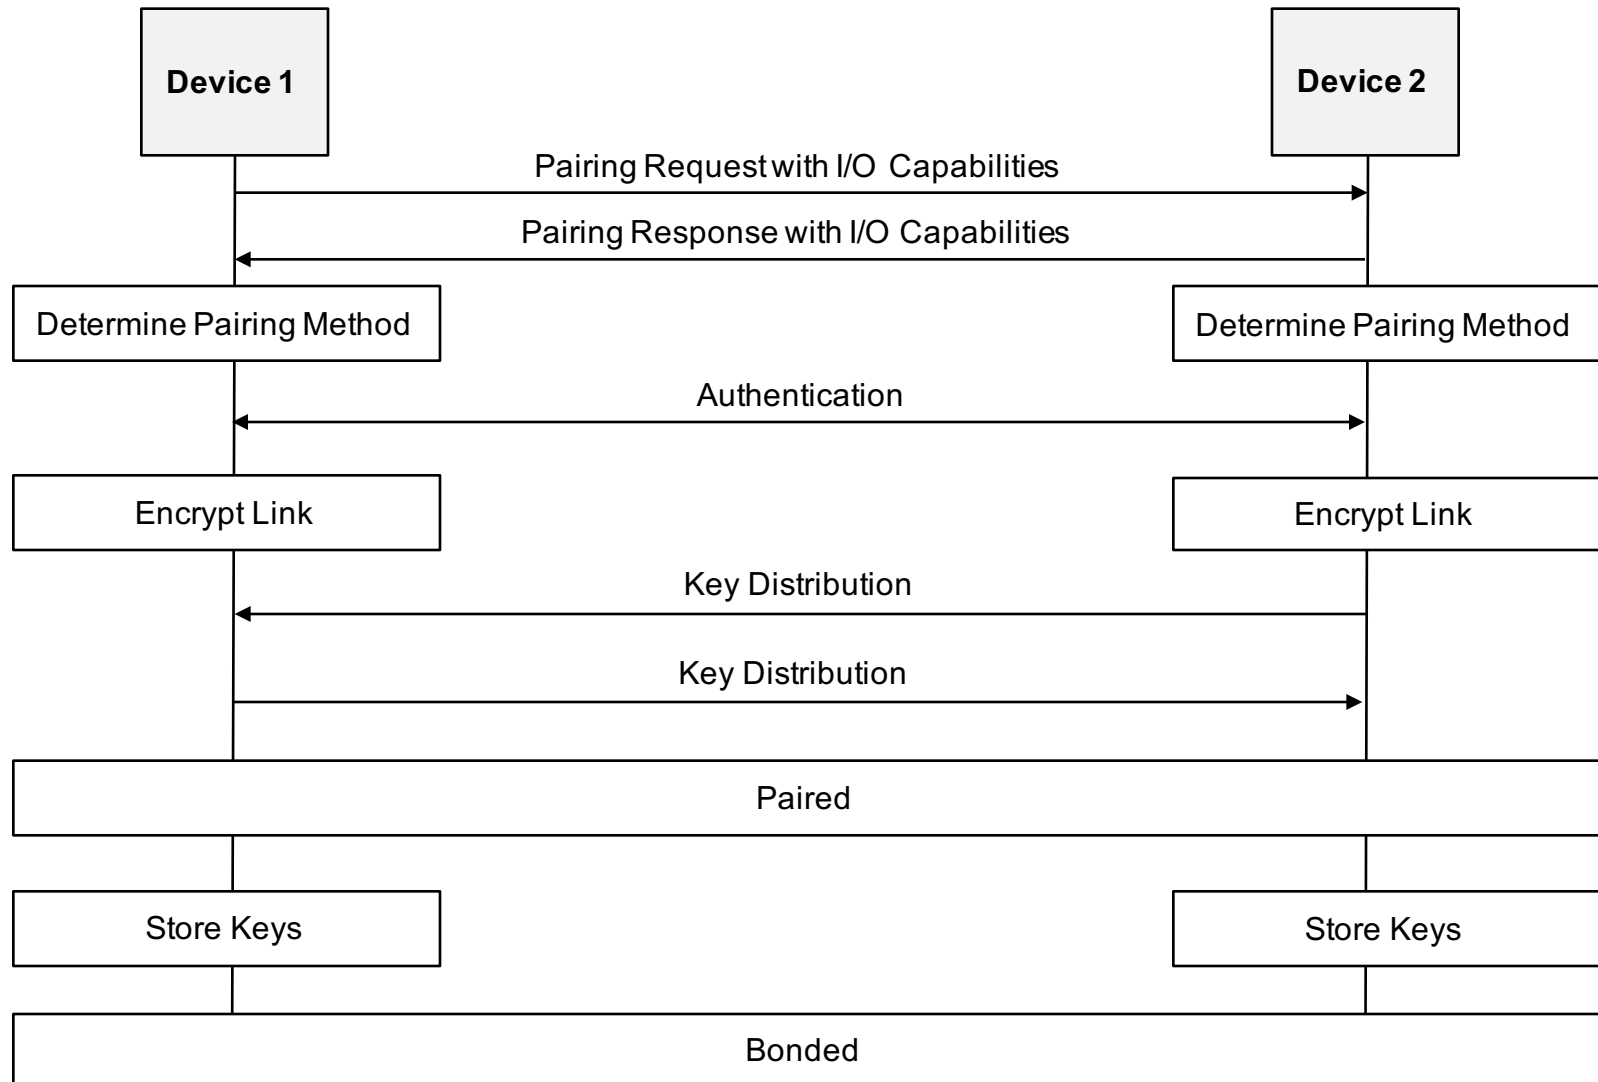 Device 1
Device 2
Pairing Request with I/O Capabilities
Pairing Response with I/O Capabilities
Determine Pairing Method
Determine Pairing Method
Authentication
Encrypt Link
Encrypt Link
Key Distribution
Key Distribution
Paired
Store Keys
Store Keys
Bonded